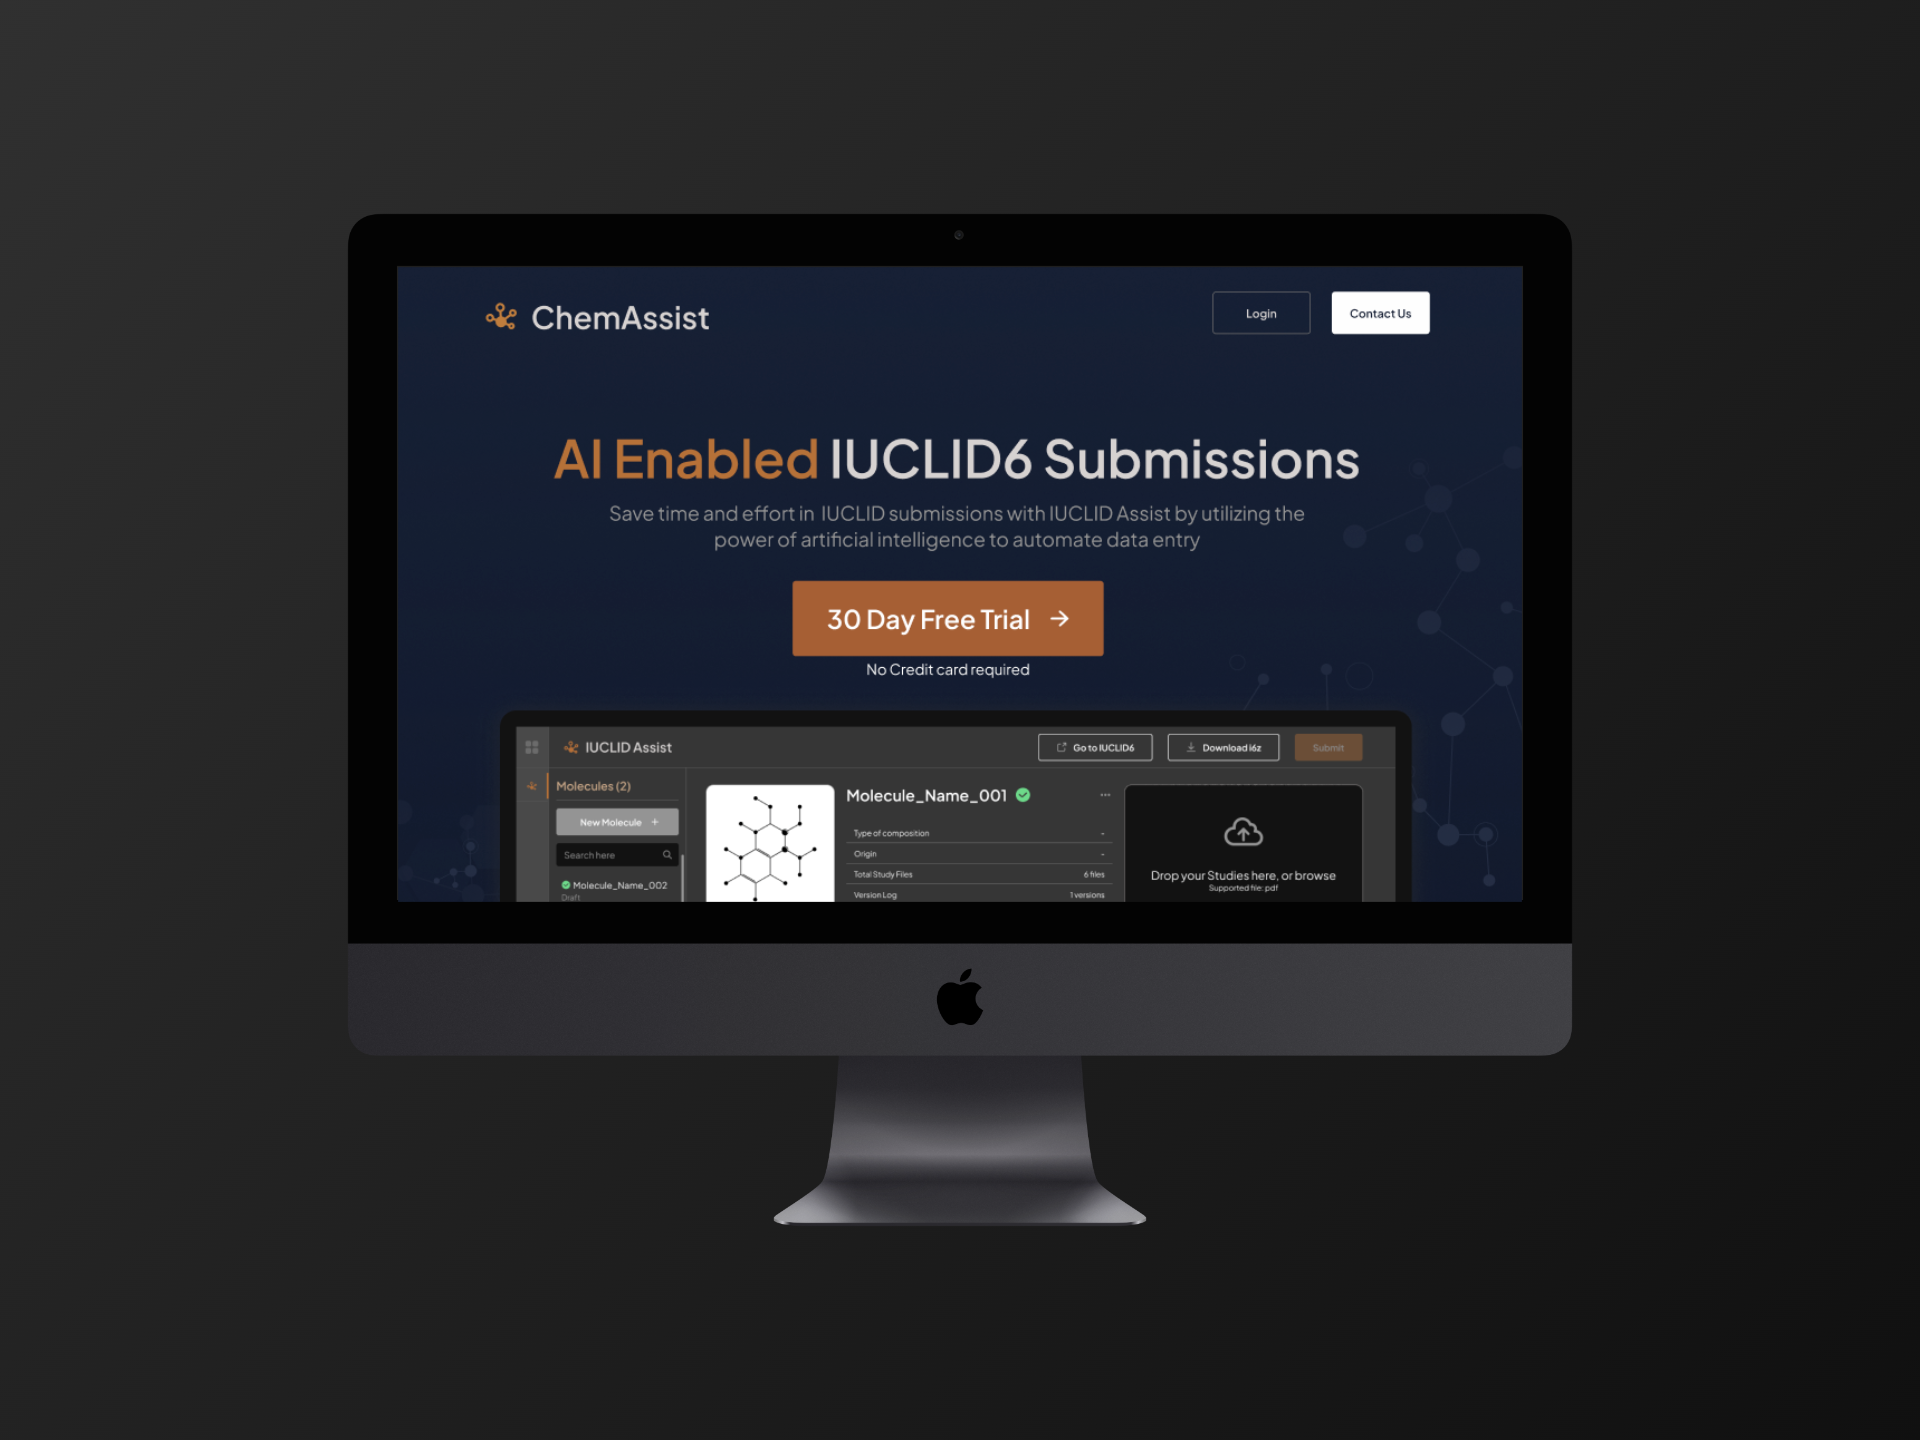 ChemAssist
Login
Contact Us
AI Enabled IUCLID6 Submissions
Save time and effort in IUCLID submissions with IUCLID Assist by utilizing the
power of artificial intelligence to automate data entry
30 Day Free Trial
No Credit card required
IUCLID Assist
Go to IUCLID6
Download i6z
Submit
Molecules (2)
New Molecule +
Search here
Molecule_Name_002
Draft
Molecule_Name_001
Type of composition -
Origin -
Total Study Files 6 files
Version Log 1 versions
Drop your Studies here, or browse
Supported file: pdf